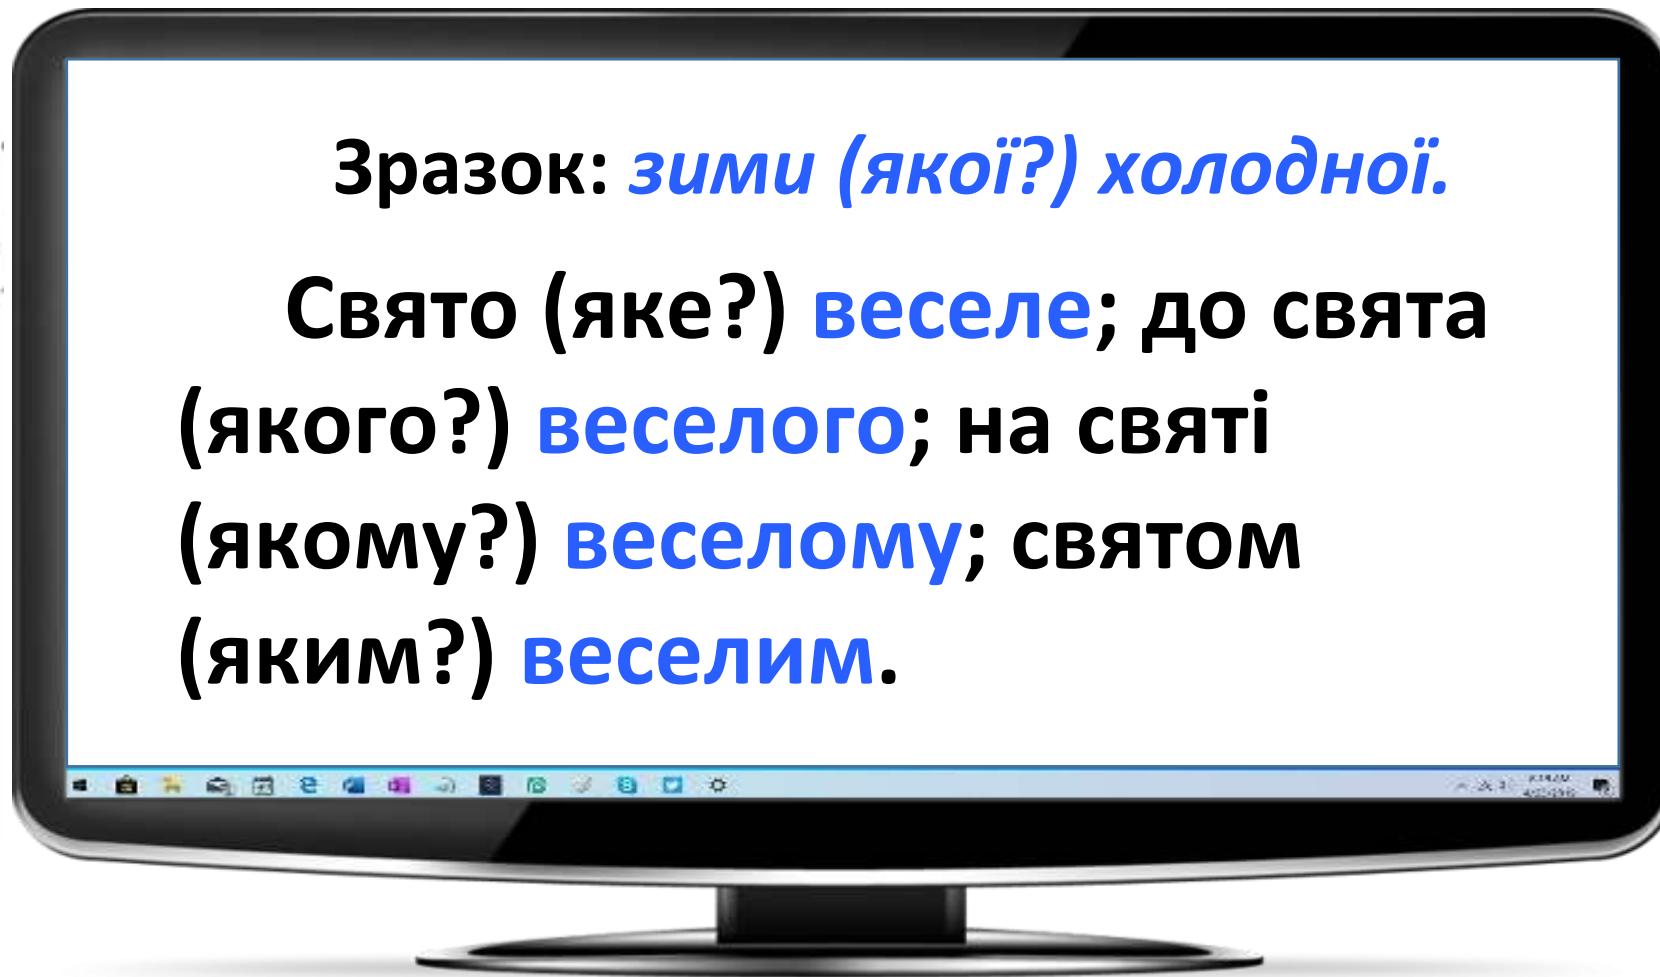 Зразок: зими (якої?) холодної.
Свято (яке?) веселе; до свята
(якого?) веселого; на святі
(якому?) веселому; святом
(яким?) веселим.